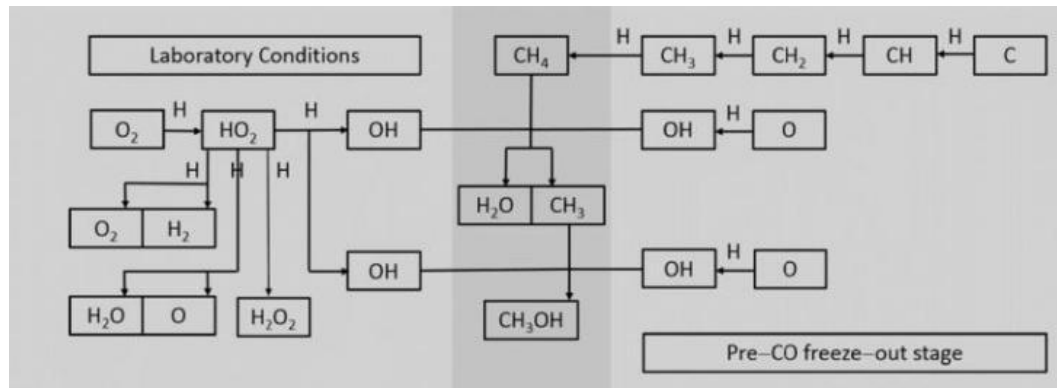 Laboratory Conditions
CH₄ H CH₃ H CH₂ H CH H C
O₂ H HO₂ H OH OH H O
H H H
O₂ H₂ H₂O CH₃
OH OH H O
H₂O O H₂O₂ CH₃OH
Pre–CO freeze–out stage